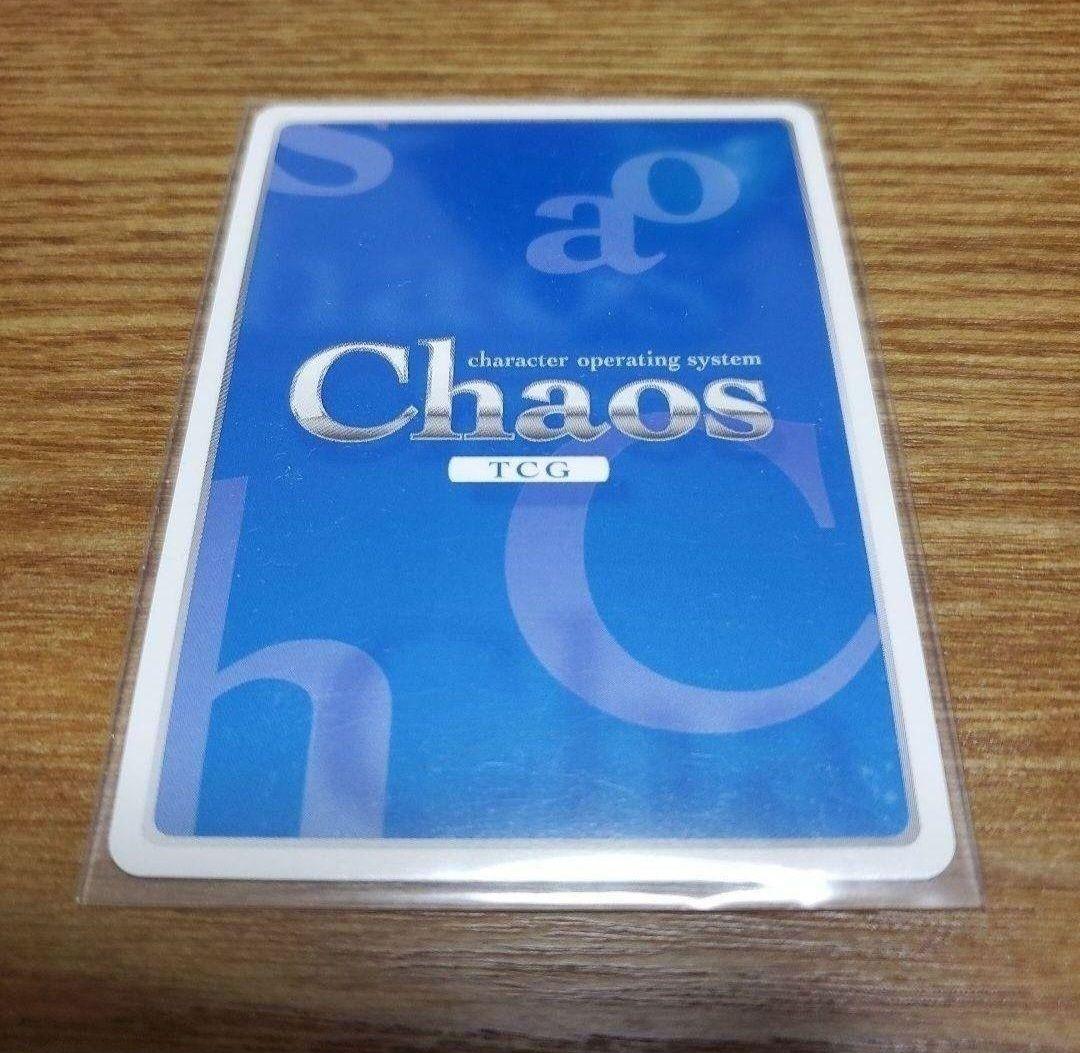 s
a
o
character operating system
Chaos
TCG
h
C